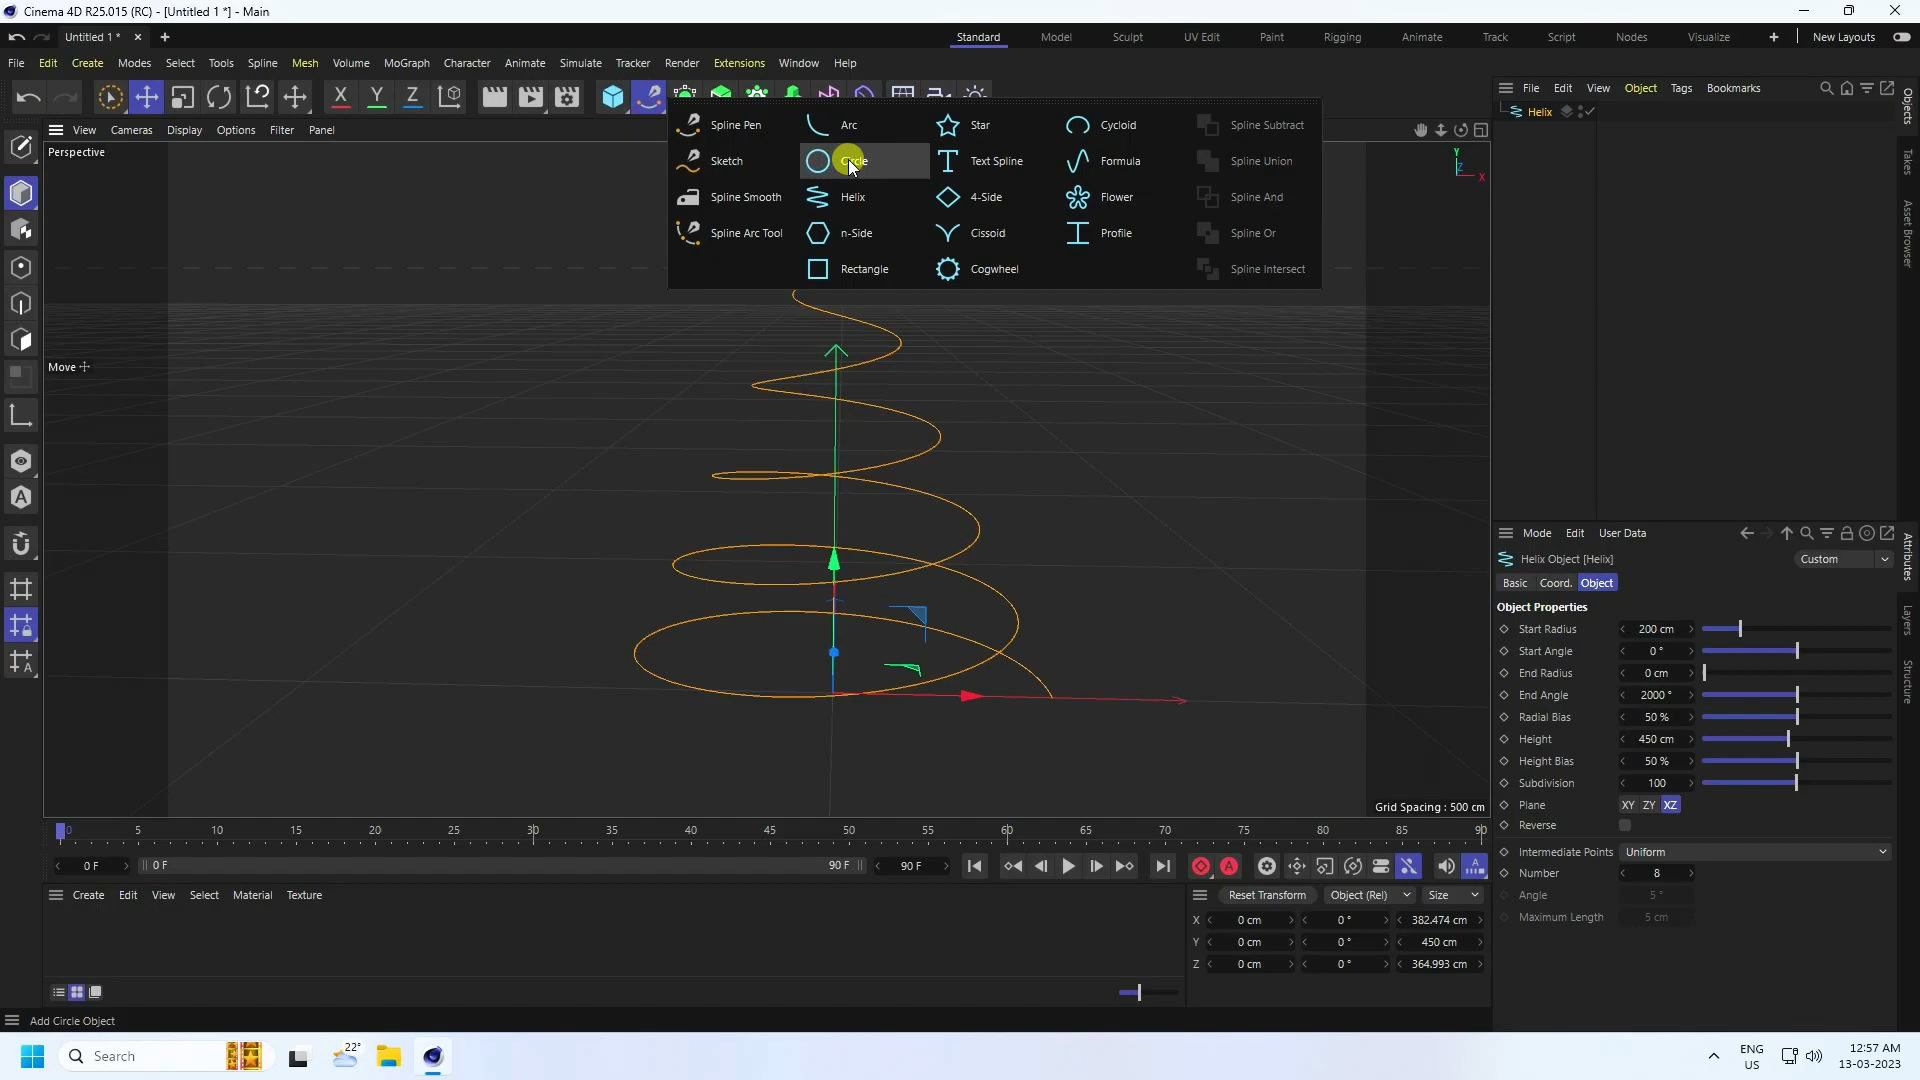 Cinema 4D R25.015 (RC) - [Untitled 1 *] - Main
Untitled 1 *
Standard Model Sculpt UV Edit Paint Rigging Animate Track Script Nodes Visualize New Layouts
File Edit Create Modes Select Tools Spline Mesh Volume MoGraph Character Animate Simulate Tracker Render Extensions Window Help
X Y Z
File Edit View Object Tags Bookmarks
Helix
Objects
Takes
Asset Browser
View Cameras Display Options Filter Panel
Perspective
Spline Pen Arc Star Cycloid Spline Subtract
Sketch Circle Text Spline Formula Spline Union
Spline Smooth Helix 4-Side Flower Spline And
Spline Arc Tool n-Side Cissoid Profile Spline Or
Rectangle Cogwheel Spline Intersect
Y
Z
X
Move
Grid Spacing : 500 cm
Mode Edit User Data
Helix Object [Helix] Custom
Basic Coord. Object
Object Properties
Start Radius 200 cm
Start Angle 0 °
End Radius 0 cm
End Angle 2000 °
Radial Bias 50 %
Height 450 cm
Height Bias 50 %
Subdivision 100
Plane XY ZY XZ
Reverse
Intermediate Points Uniform
Number 8
Angle 5 °
Maximum Length 5 cm
Attributes
Layers
Structure
0 5 10 15 20 25 30 35 40 45 50 55 60 65 70 75 80 85 90
0 F 0 F 90 F 90 F
Create Edit View Select Material Texture
Reset Transform Object (Rel) Size
X 0 cm 0 ° 382.474 cm
Y 0 cm 0 ° 450 cm
Z 0 cm 0 ° 364.993 cm
Add Circle Object
Search
22°
ENG
US
12:57 AM
13-03-2023